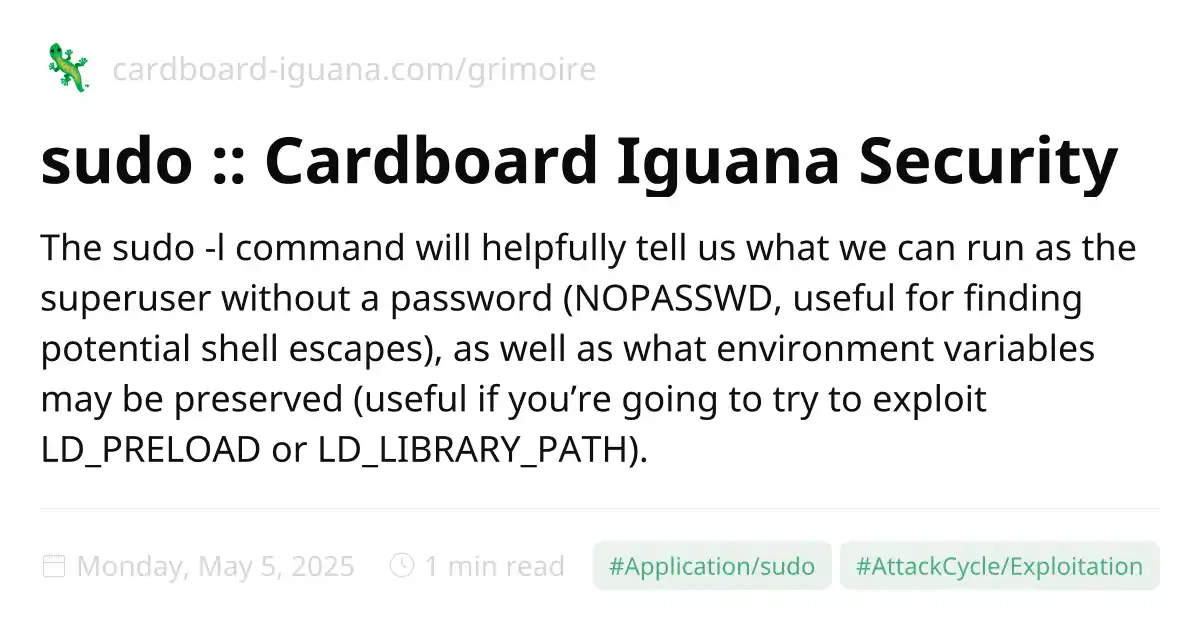 cardboard-iguana.com/grimoire
sudo :: Cardboard Iguana Security
The sudo -l command will helpfully tell us what we can run as the
superuser without a password (NOPASSWD, useful for finding
potential shell escapes), as well as what environment variables
may be preserved (useful if you’re going to try to exploit
LD_PRELOAD or LD_LIBRARY_PATH).
Monday, May 5, 2025 1 min read #Application/sudo #AttackCycle/Exploitation